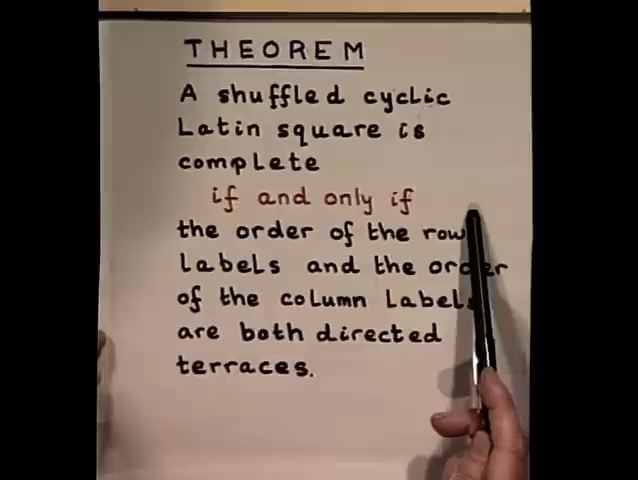 THEOREM
A shuffled cyclic
Latin square is
complete
if and only if
the order of the row
labels and the order
of the column labels
are both directed
terraces.